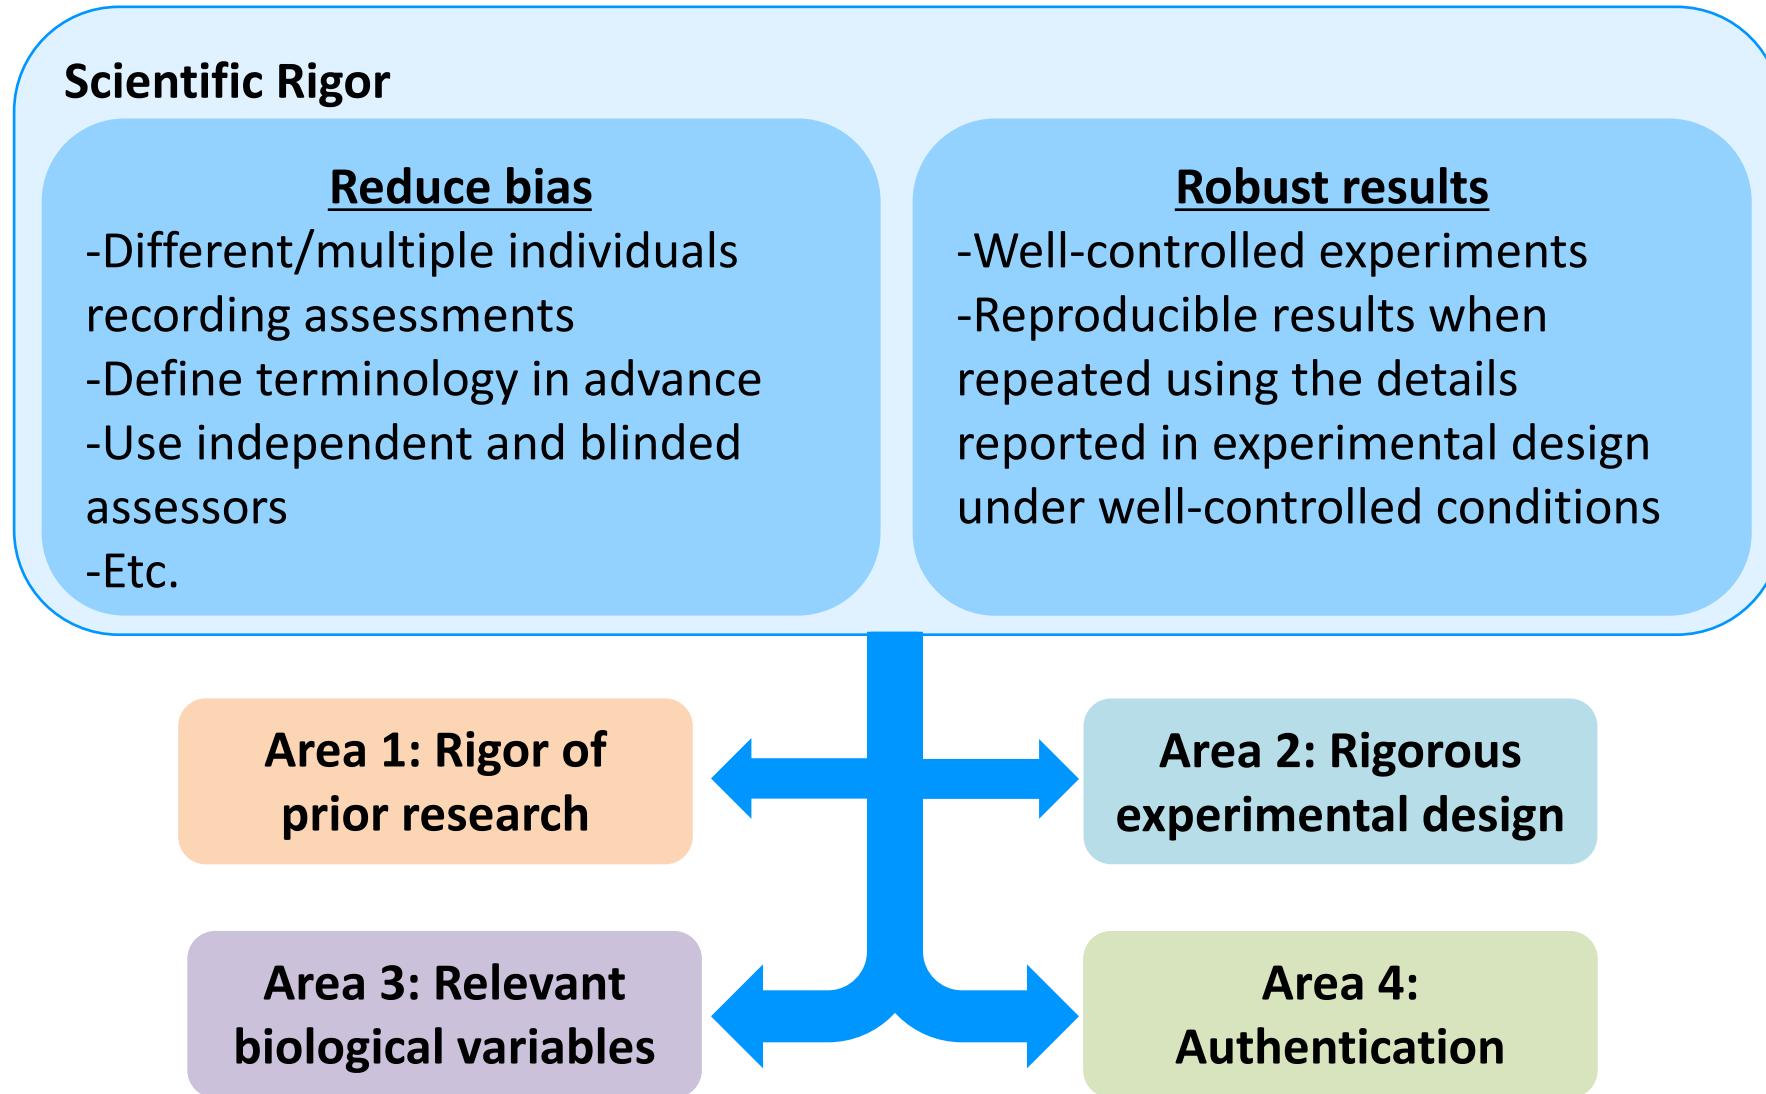 Scientific Rigor
Reduce bias
-Different/multiple individuals
recording assessments
-Define terminology in advance
-Use independent and blinded
assessors
-Etc.
Robust results
-Well-controlled experiments
-Reproducible results when
repeated using the details
reported in experimental design
under well-controlled conditions
Area 1: Rigor of
prior research
Area 2: Rigorous
experimental design
Area 3: Relevant
biological variables
Area 4:
Authentication